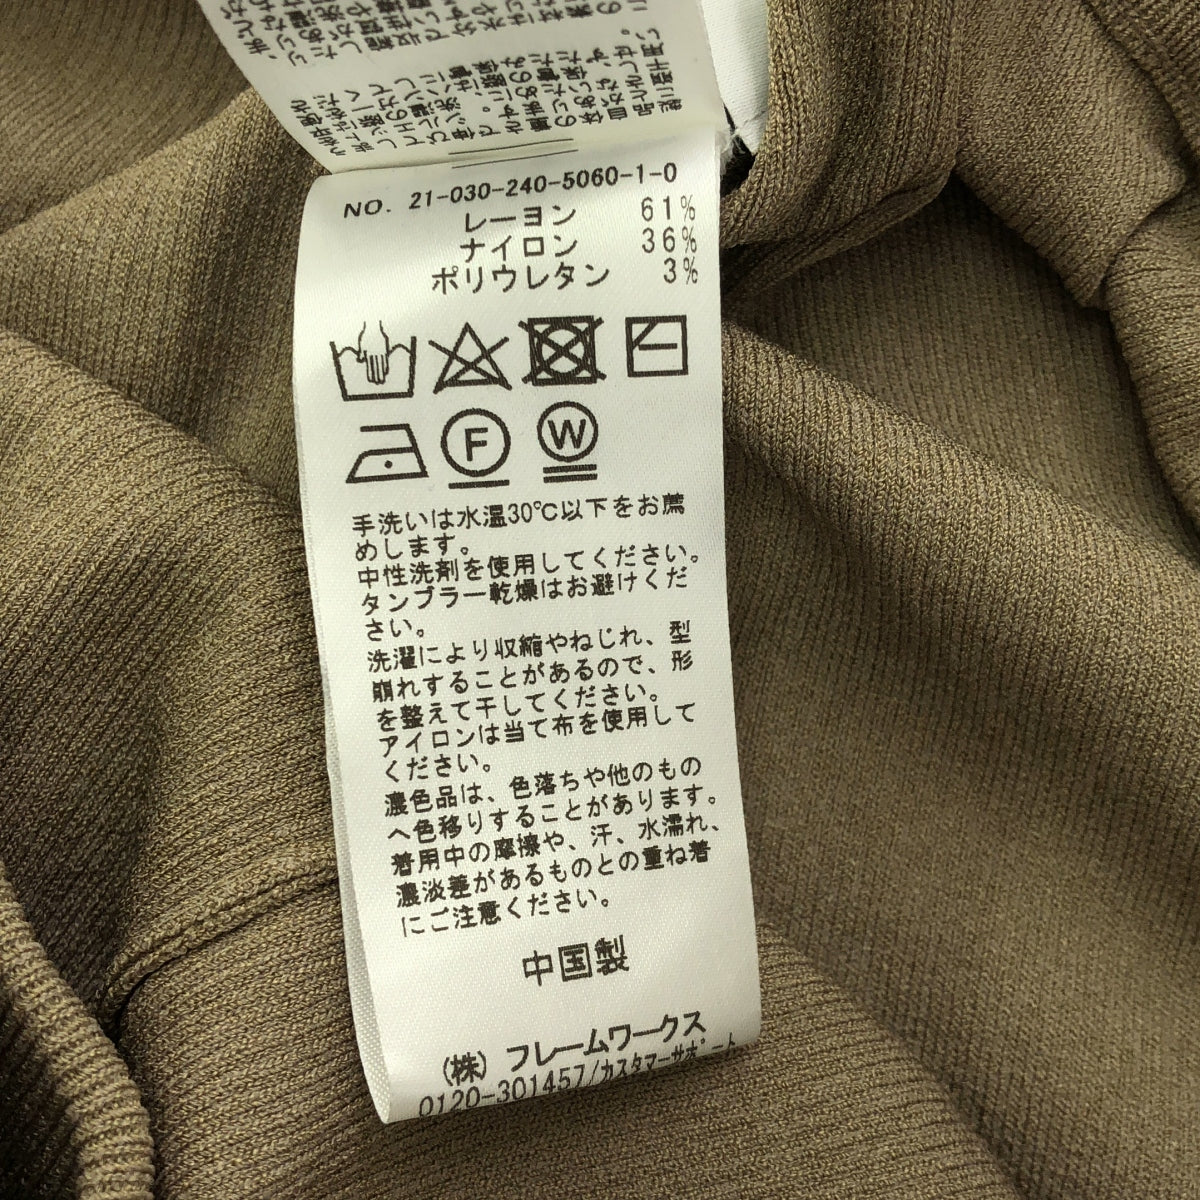 NO. 21-030-240-5060-1-0
レーヨン 61%
ナイロン 36%
ポリウレタン 3%
F W
手洗いは水温30℃以下をお薦
めします。
中性洗剤を使用してください。
タンブラー乾燥はお避けくだ
さい。
洗濯により収縮やねじれ、型
崩れすることがあるので、形
を整えて干してください。
アイロンは当て布を使用して
ください。
濃色品は、色落ちや他のもの
へ色移りすることがあります。
着用中の摩擦や、汗、水濡れ、
濃淡差があるものとの重ね着
にご注意ください。
中国製
(株) フレームワークス
0120-301457/カスタマーサポート